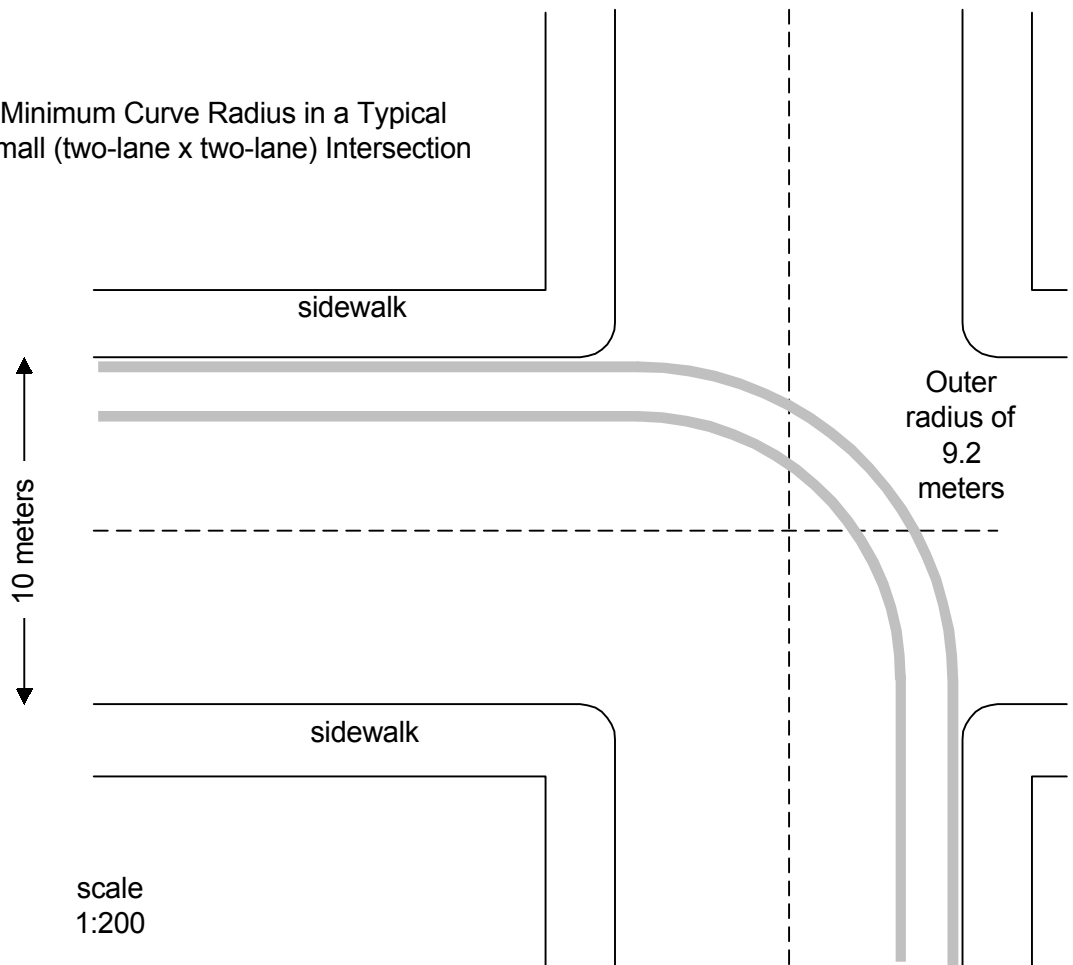 Minimum Curve Radius in a Typical
mall (two-lane x two-lane) Intersection
sidewalk
Outer
radius of
9.2
meters
10 meters
sidewalk
scale
1:200